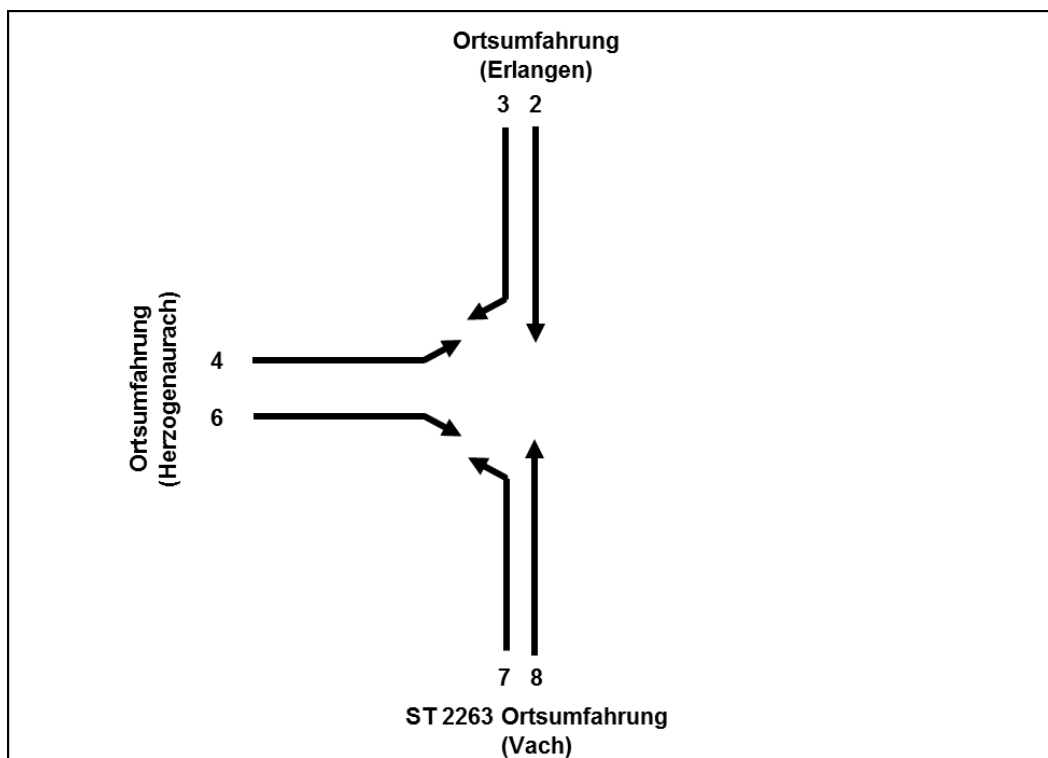 Ortsumfahrung
(Erlangen)
3 2
Ortsumfahrung
(Herzogenaurach)
4
6
7 8
ST 2263 Ortsumfahrung
(Vach)